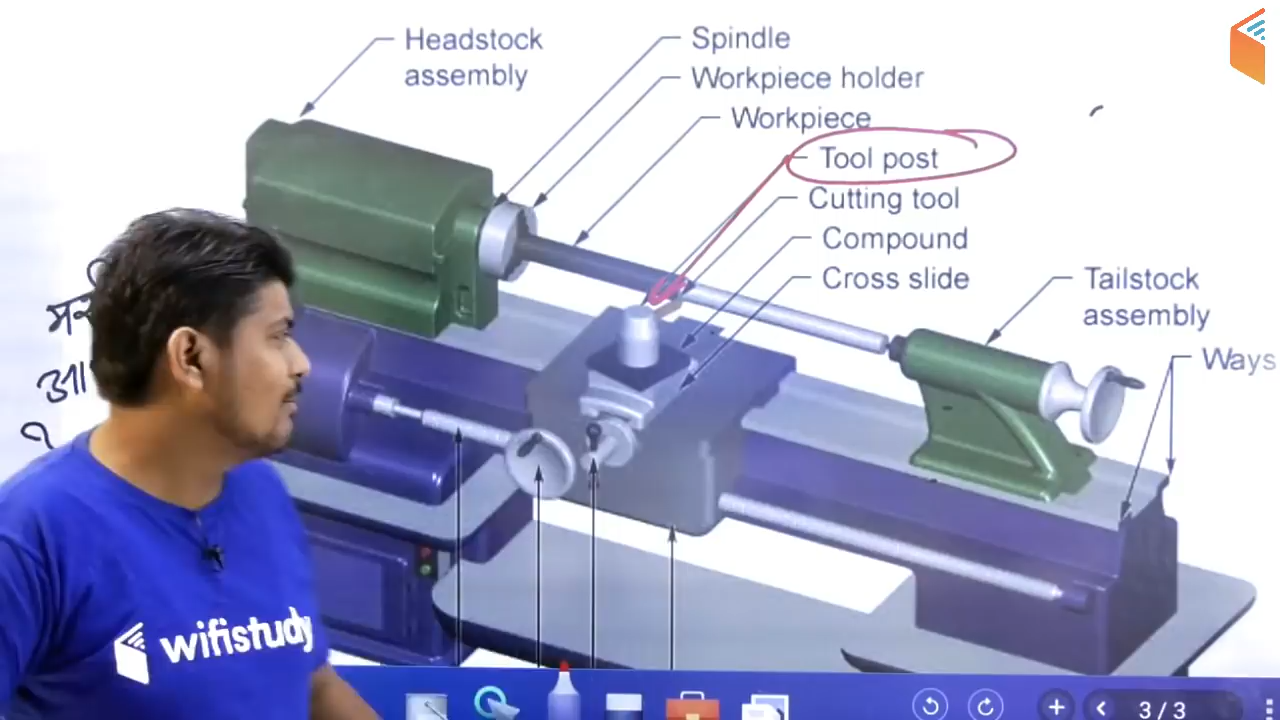 Headstock
assembly
Spindle
Workpiece holder
Workpiece
Tool post
Cutting tool
Compound
Cross slide
Tailstock
assembly
Ways
wifistudy
3 / 3